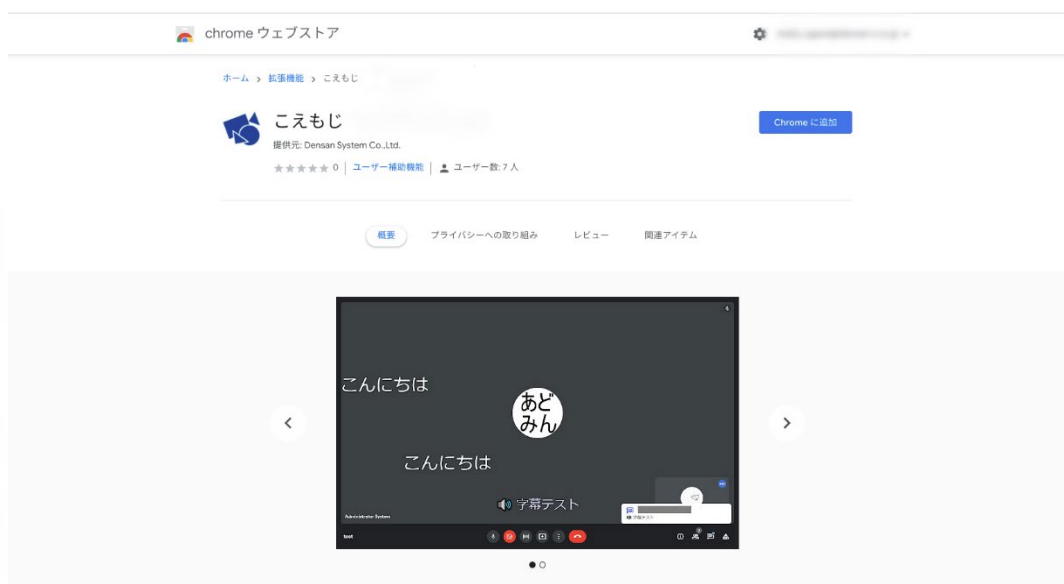 chrome ウェブストア
ホーム > 拡張機能 > こえもじ
こえもじ
Chrome に追加
提供元: Densan System Co.,Ltd.
0 | ユーザー補助機能 | ユーザー数: 7 人
概要 プライバシーへの取り組み レビュー 関連アイテム
こんにちは
あど
みん
こんにちは
字幕テスト
Administrator System
字幕テスト
test